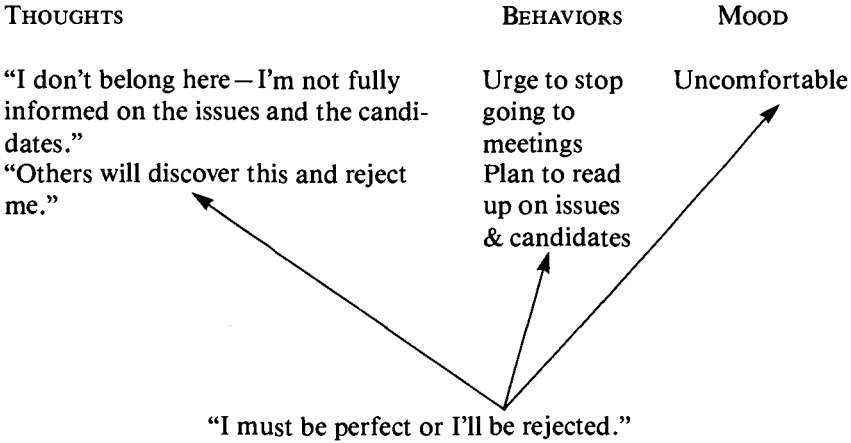 THOUGHTS
BEHAVIORS
MOOD
“I don't belong here—I'm not fully
informed on the issues and the candi-
dates.”
“Others will discover this and reject
me.”
Urge to stop
going to
meetings
Plan to read
up on issues
& candidates
Uncomfortable
“I must be perfect or I'll be rejected.”